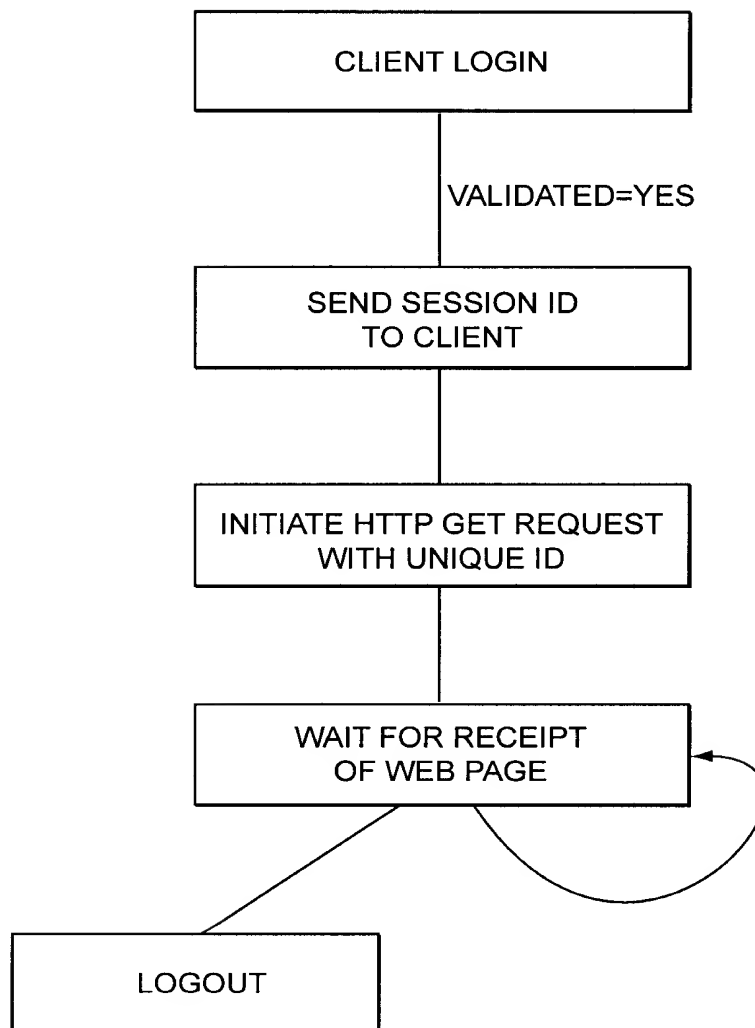 CLIENT LOGIN
VALIDATED=YES
SEND SESSION ID
TO CLIENT
INITIATE HTTP GET REQUEST
WITH UNIQUE ID
WAIT FOR RECEIPT
OF WEB PAGE
LOGOUT